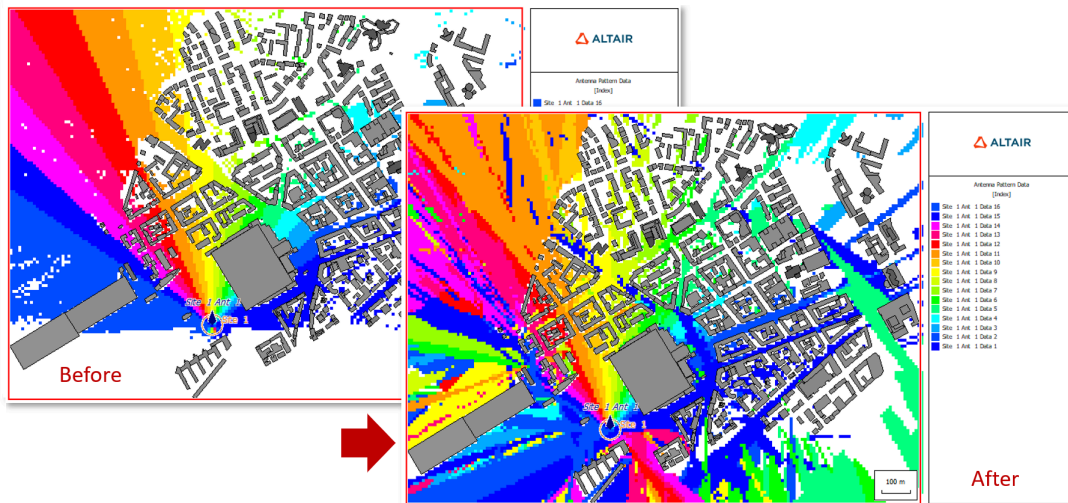 ALTAIR
Antenna Pattern Data
[Index]
Site 1 Ant 1 Data 16
Site 1 Ant 1
Site 1
Before
ALTAIR
Antenna Pattern Data
[Index]
Site 1 Ant 1 Data 16
Site 1 Ant 1 Data 15
Site 1 Ant 1 Data 14
Site 1 Ant 1 Data 13
Site 1 Ant 1 Data 12
Site 1 Ant 1 Data 11
Site 1 Ant 1 Data 10
Site 1 Ant 1 Data 9
Site 1 Ant 1 Data 8
Site 1 Ant 1 Data 7
Site 1 Ant 1 Data 6
Site 1 Ant 1 Data 5
Site 1 Ant 1 Data 4
Site 1 Ant 1 Data 3
Site 1 Ant 1 Data 2
Site 1 Ant 1 Data 1
Site 1 Ant 1
Site 1
100 m
After